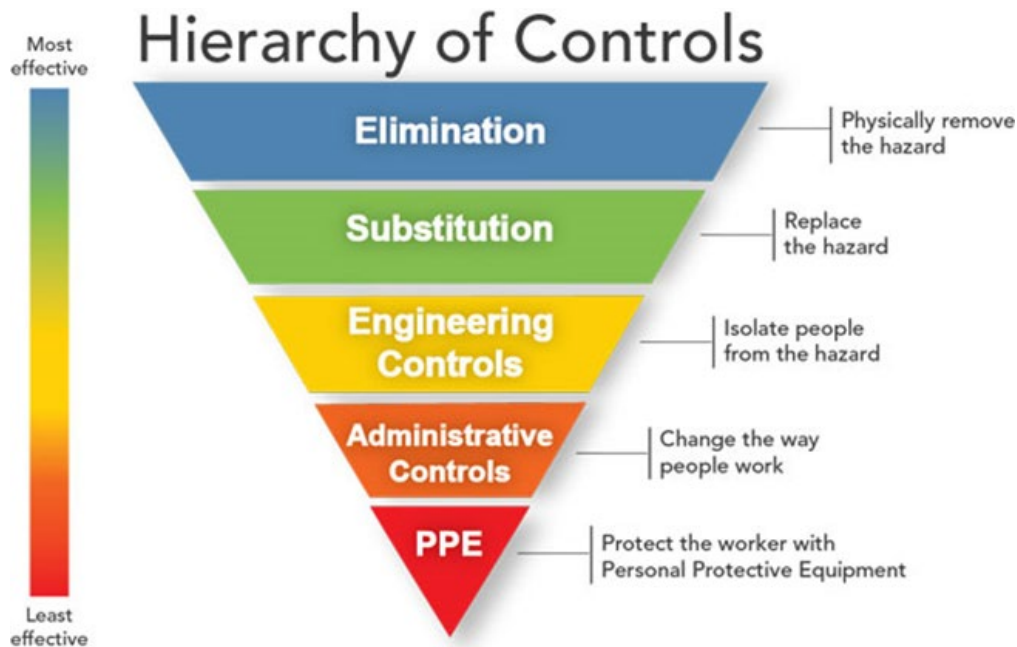 Hierarchy of Controls
Most
effective
Elimination
Physically remove
the hazard
Substitution
Replace
the hazard
Engineering
Controls
Isolate people
from the hazard
Administrative
Controls
Change the way
people work
PPE
Protect the worker with
Personal Protective Equipment
Least
effective